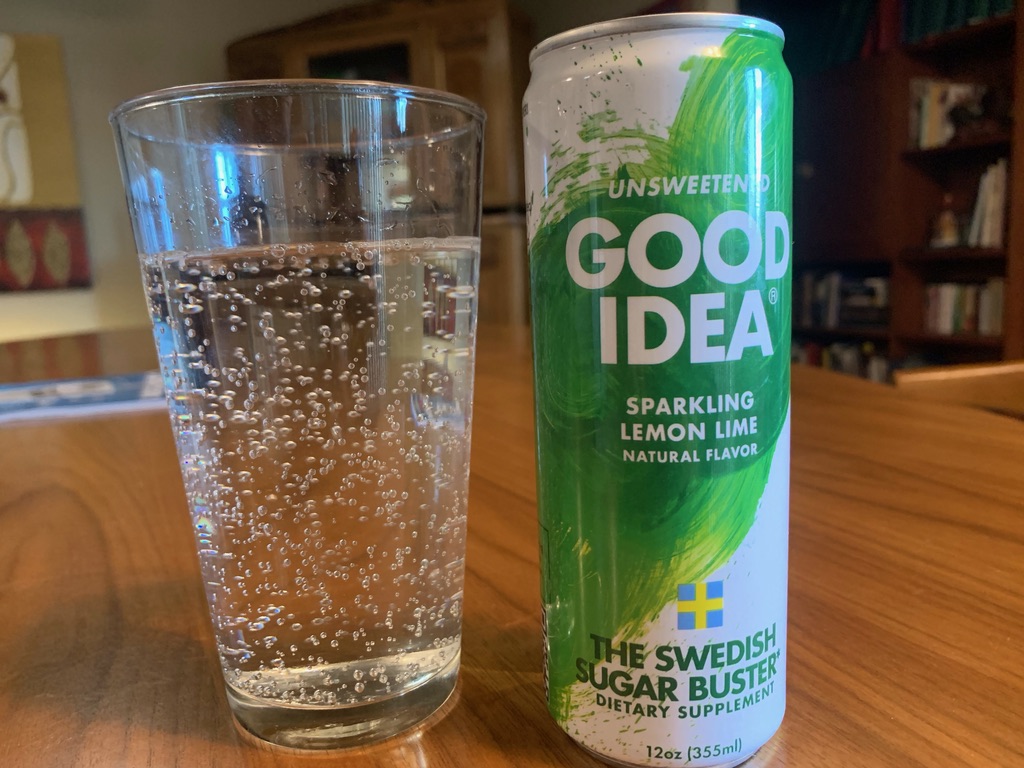 UNSWEETENED
GOOD
IDEA®
SPARKLING
LEMON LIME
NATURAL FLAVOR
THE SWEDISH
SUGAR BUSTER†
DIETARY SUPPLEMENT
12oz (355ml)